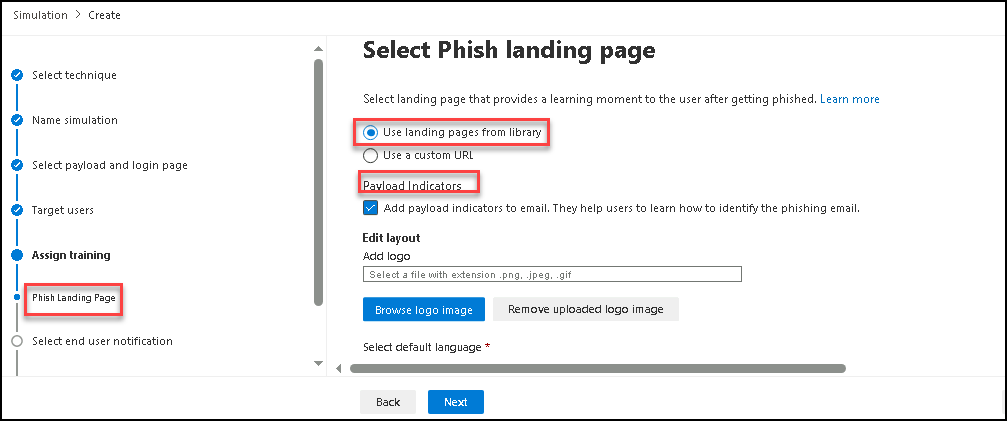 Simulation > Create
Select technique
Name simulation
Select payload and login page
Target users
Assign training
Phish Landing Page
Select end user notification
Select Phish landing page
Select landing page that provides a learning moment to the user after getting phished. Learn more
Use landing pages from library
Use a custom URL
Payload Indicators
Add payload indicators to email. They help users to learn how to identify the phishing email.
Edit layout
Add logo
Select a file with extension .png, .jpeg, .gif
Browse logo image
Remove uploaded logo image
Select default language *
Back
Next